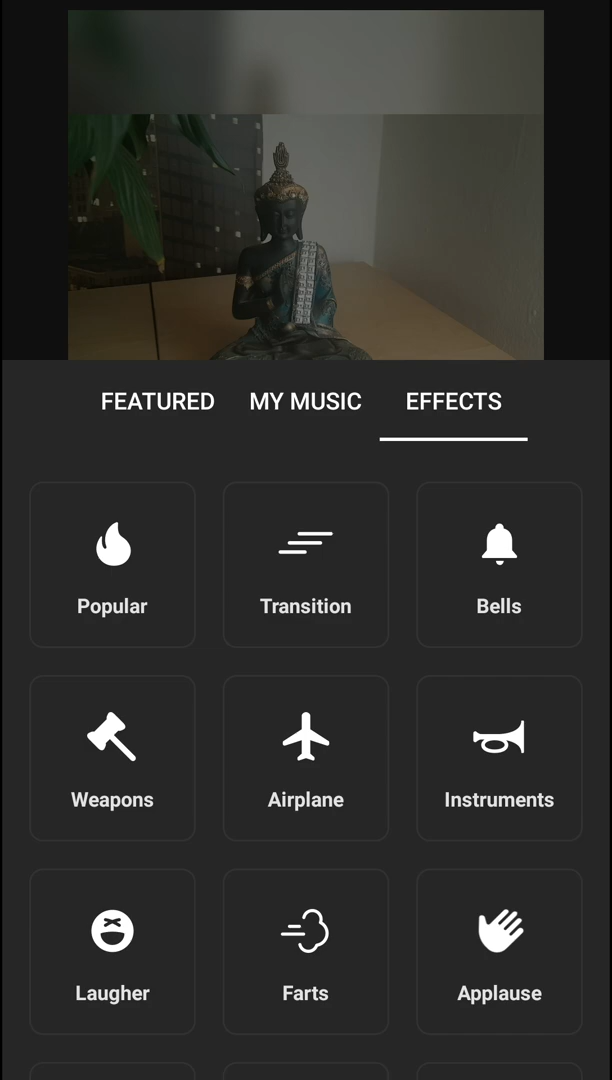 FEATURED MY MUSIC EFFECTS
Popular Transition Bells
Weapons Airplane Instruments
Laugher Farts Applause